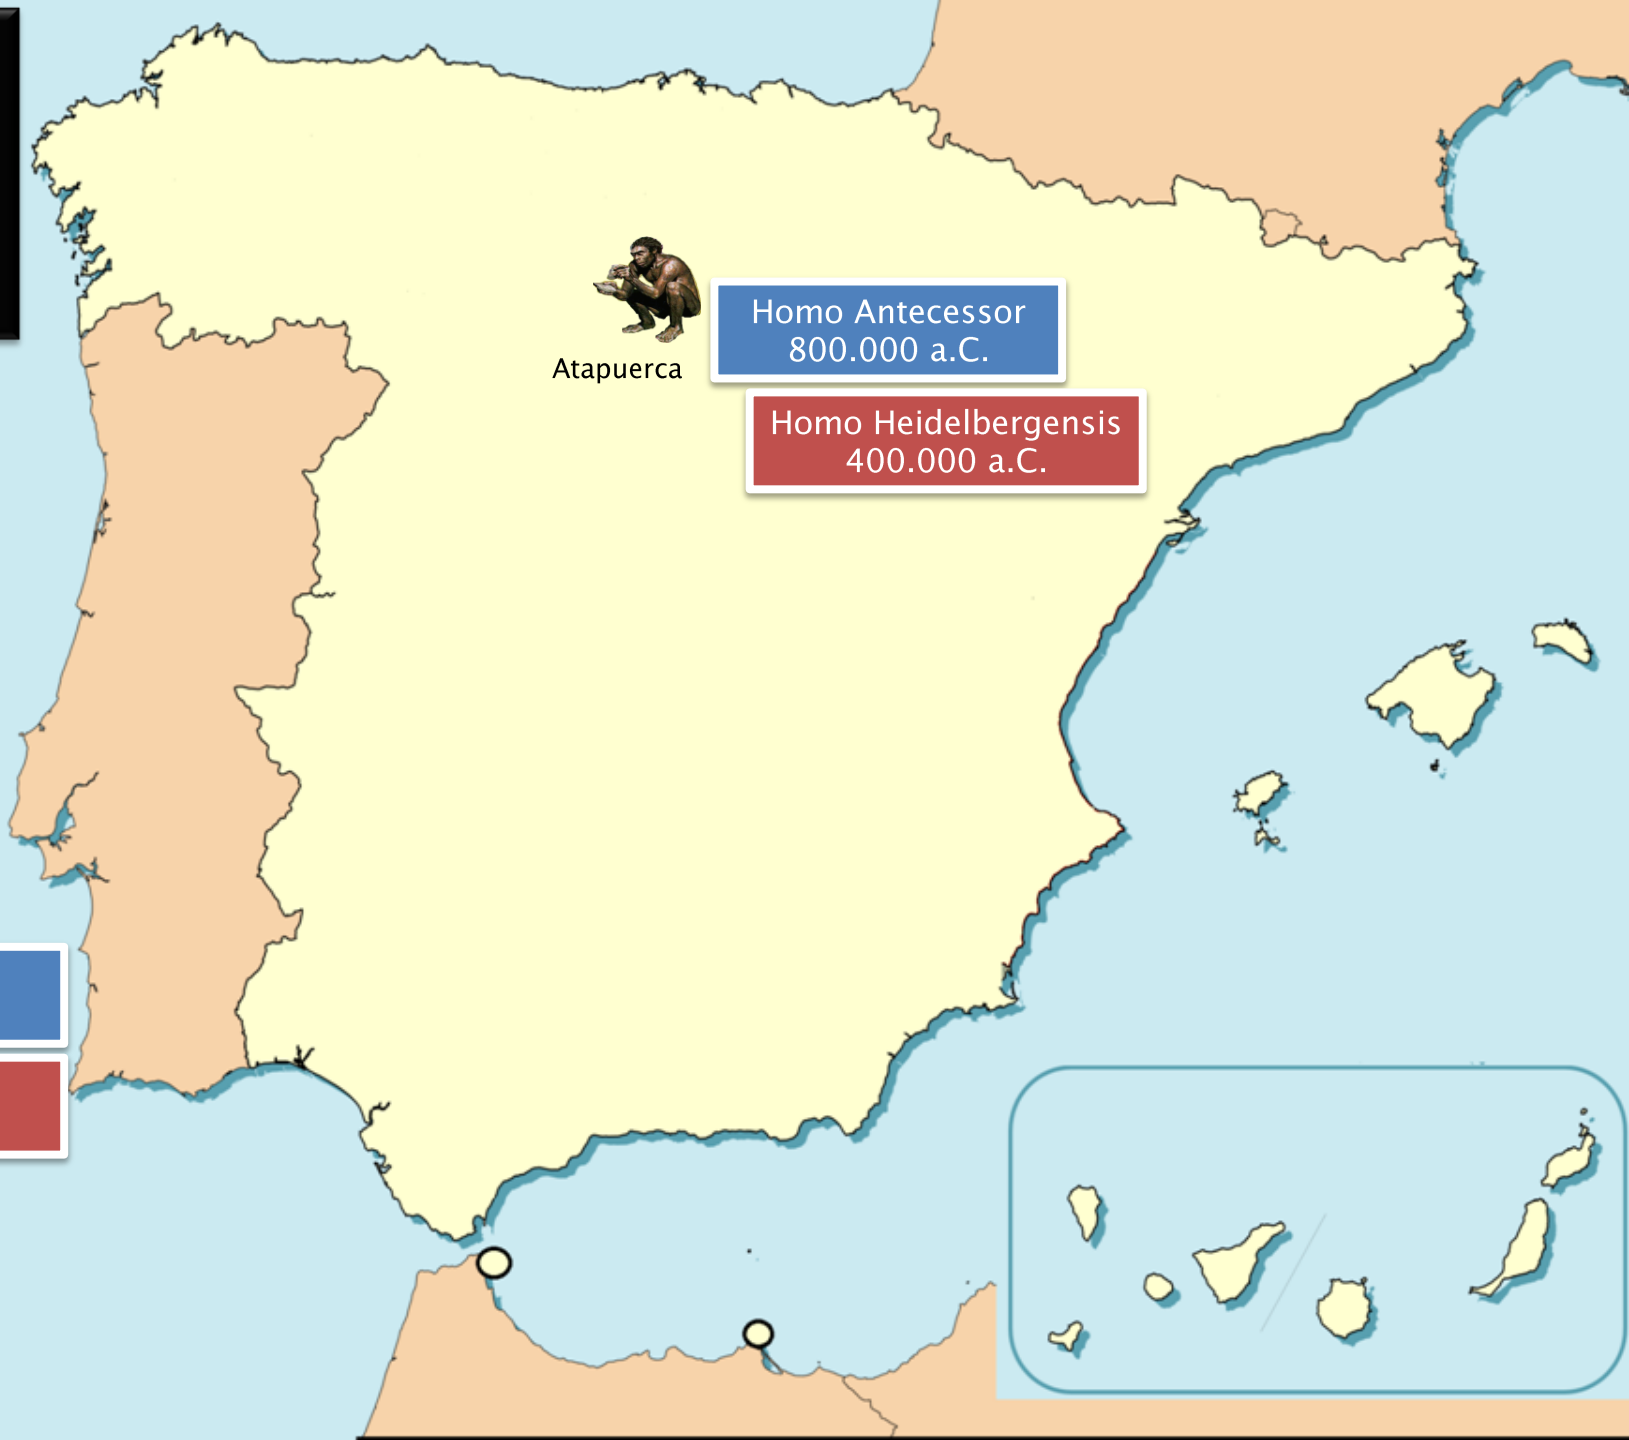 Homo Antecessor
800.000 a.C.
Atapuerca
Homo Heidelbergensis
400.000 a.C.